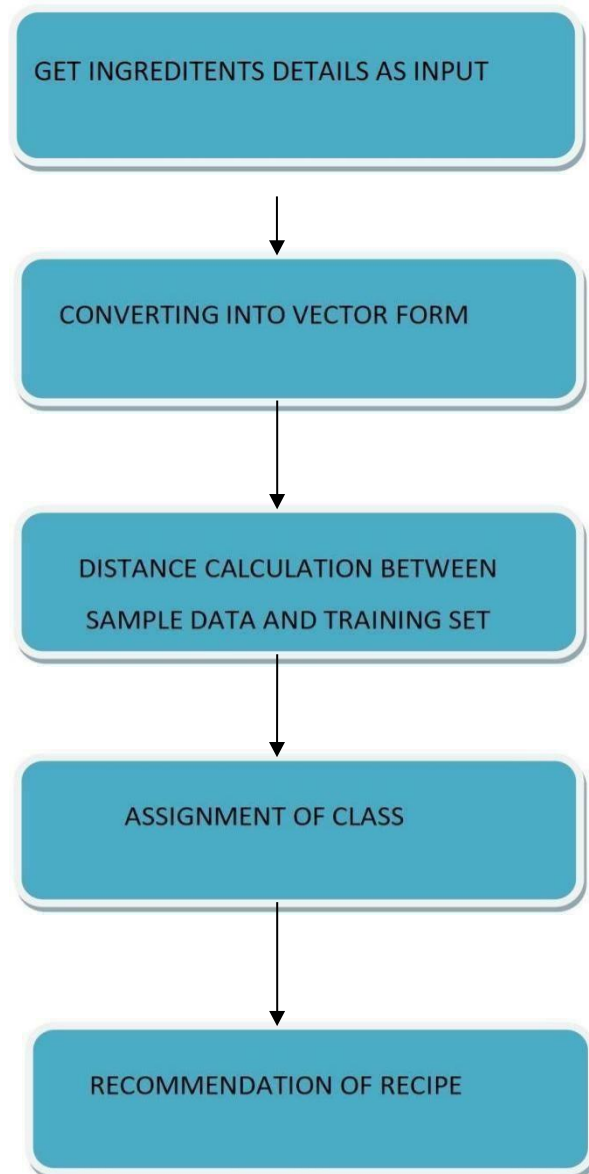 GET INGREDITENTS DETAILS AS INPUT
CONVERTING INTO VECTOR FORM
DISTANCE CALCULATION BETWEEN
SAMPLE DATA AND TRAINING SET
ASSIGNMENT OF CLASS
RECOMMENDATION OF RECIPE